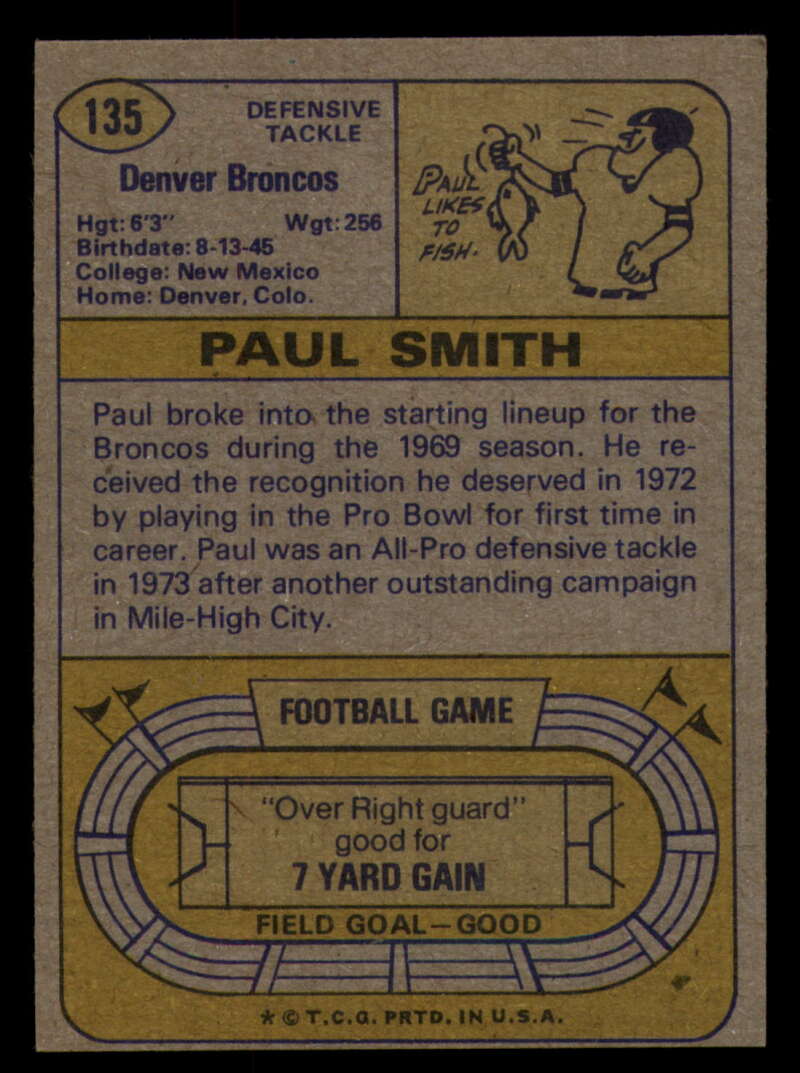 135
DEFENSIVE
TACKLE
Denver Broncos
Hgt: 6'3" Wgt: 256
Birthdate: 8-13-45
College: New Mexico
Home: Denver, Colo.
PAUL
LIKES
TO
FISH.
PAUL SMITH
Paul broke into the starting lineup for the
Broncos during the 1969 season. He re-
ceived the recognition he deserved in 1972
by playing in the Pro Bowl for first time in
career. Paul was an All-Pro defensive tackle
in 1973 after another outstanding campaign
in Mile-High City.
FOOTBALL GAME
"Over Right guard"
good for
7 YARD GAIN
FIELD GOAL—GOOD
* © T.C.G. PRTD. IN U.S.A.